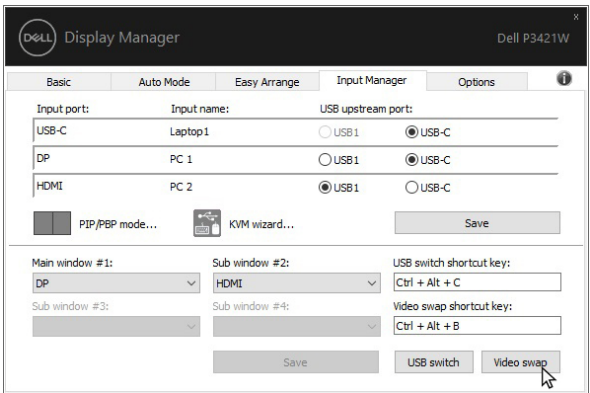 x
DELL Display Manager Dell P3421W
Basic Auto Mode Easy Arrange Input Manager Options i
Input port: Input name: USB upstream port:
USB-C Laptop1 USB1 USB-C
DP PC 1 USB1 USB-C
HDMI PC 2 USB1 USB-C
PIP/PBP mode... KVM wizard... Save
Main window #1: Sub window #2: USB switch shortcut key:
DP HDMI Ctrl + Alt + C
Sub window #3: Sub window #4: Video swap shortcut key:
Ctrl + Alt + B
Save USB switch Video swap